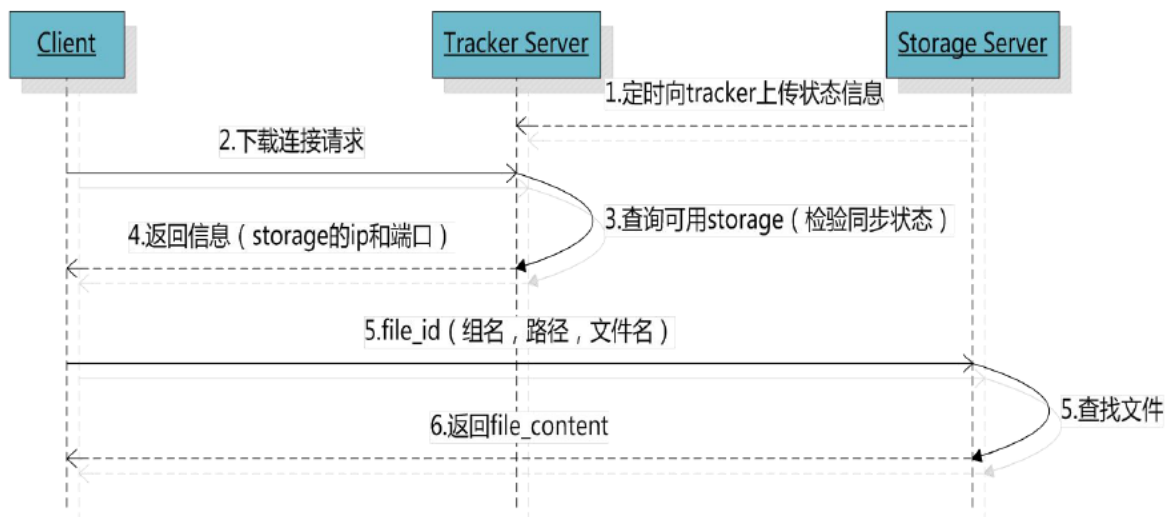 Client
Tracker Server
Storage Server
1.定时向tracker上传状态信息
2.下载连接请求
3.查询可用storage（检验同步状态）
4.返回信息（storage的ip和端口）
5.file_id（组名，路径，文件名）
5.查找文件
6.返回file_content